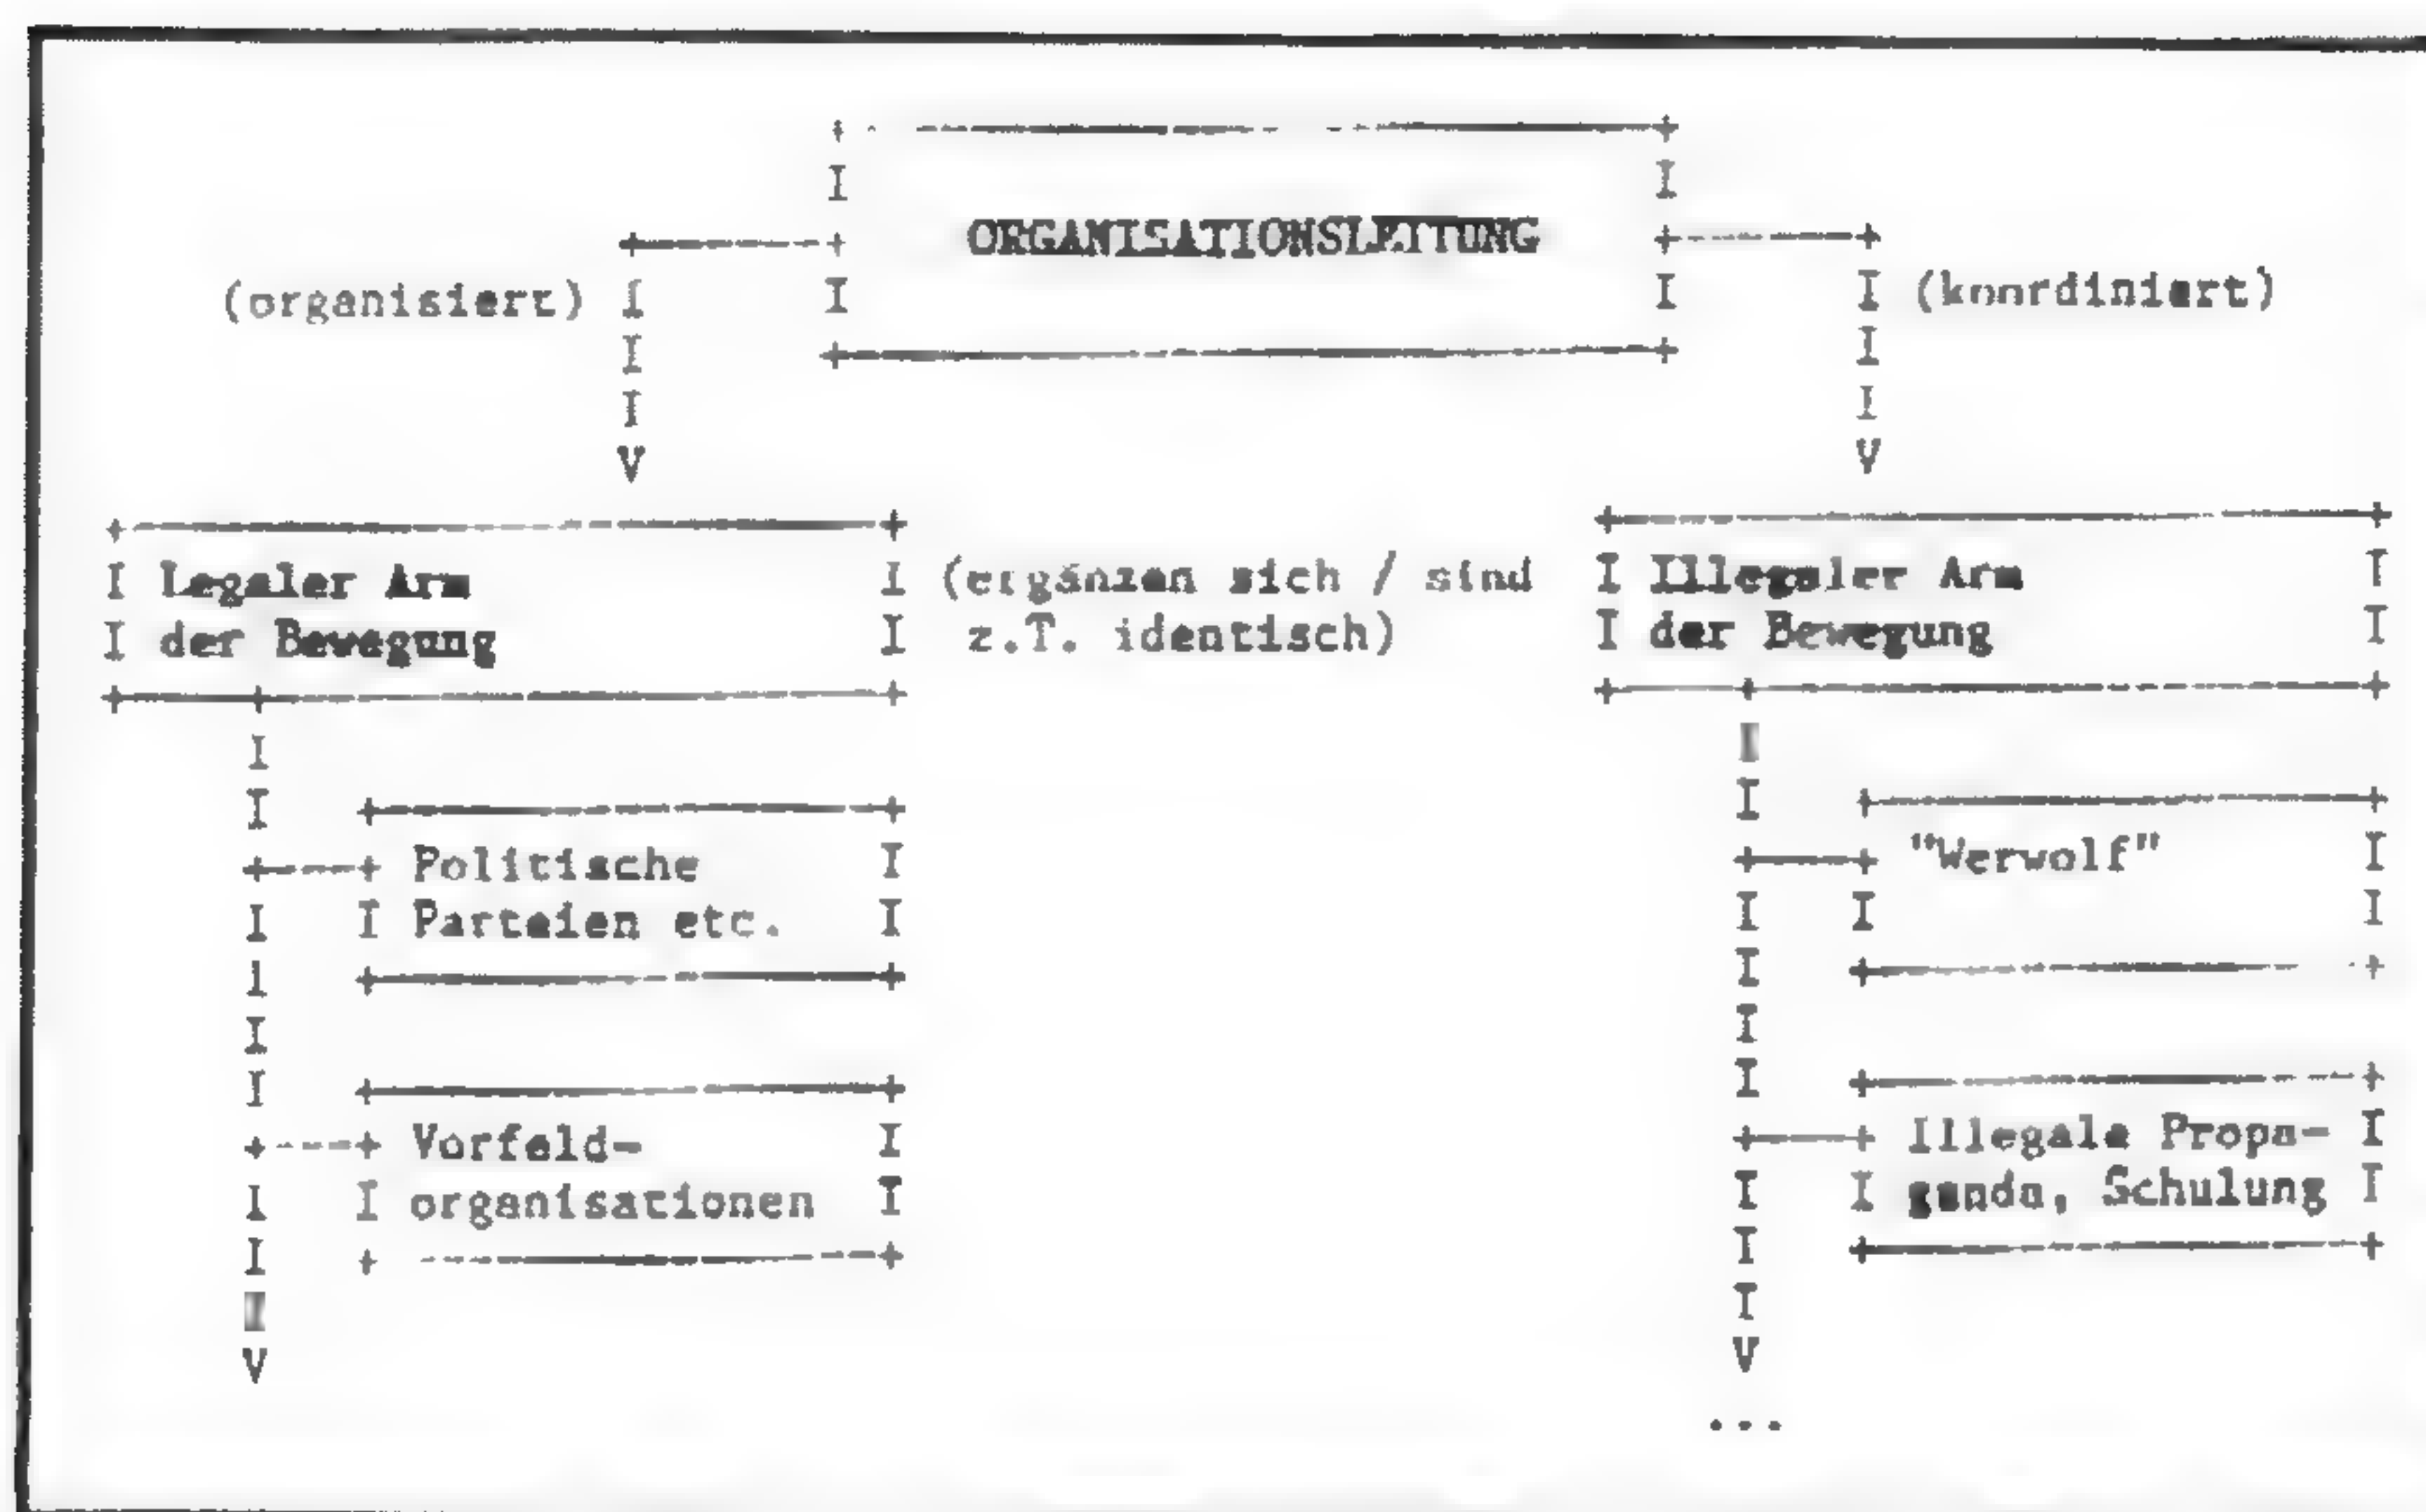 ORGANISATIONSLEITUNG
(organisiert)
(koordiniert)
Legaler Arm
der Bewegung
(ergänzen sich / sind
z.T. identisch)
Illegaler Arm
der Bewegung
Politische
Parteien etc.
"Werwolf"
Vorfeld-
organisationen
Illegale Propa-
ganda, Schulung
...